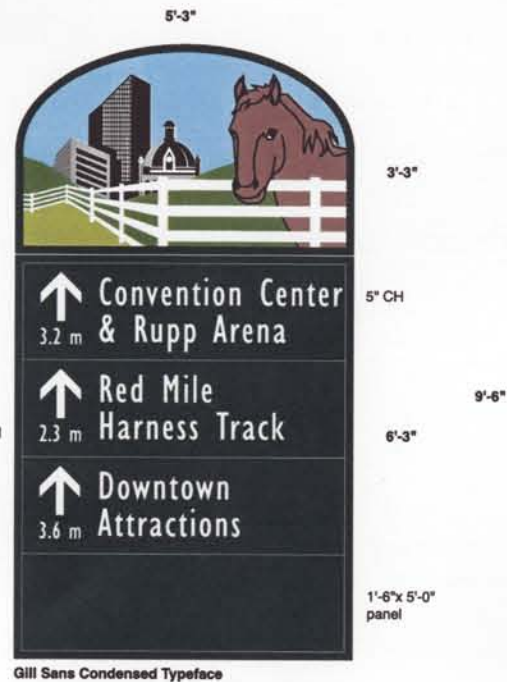 5'-3"
3'-3"
Convention Center
3.2 m & Rupp Arena
5" CH
Red Mile
2.3 m Harness Track
9'-6"
6'-3"
Downtown
3.6 m Attractions
1'-6"x 5'-0"
panel
Gill Sans Condensed Typeface